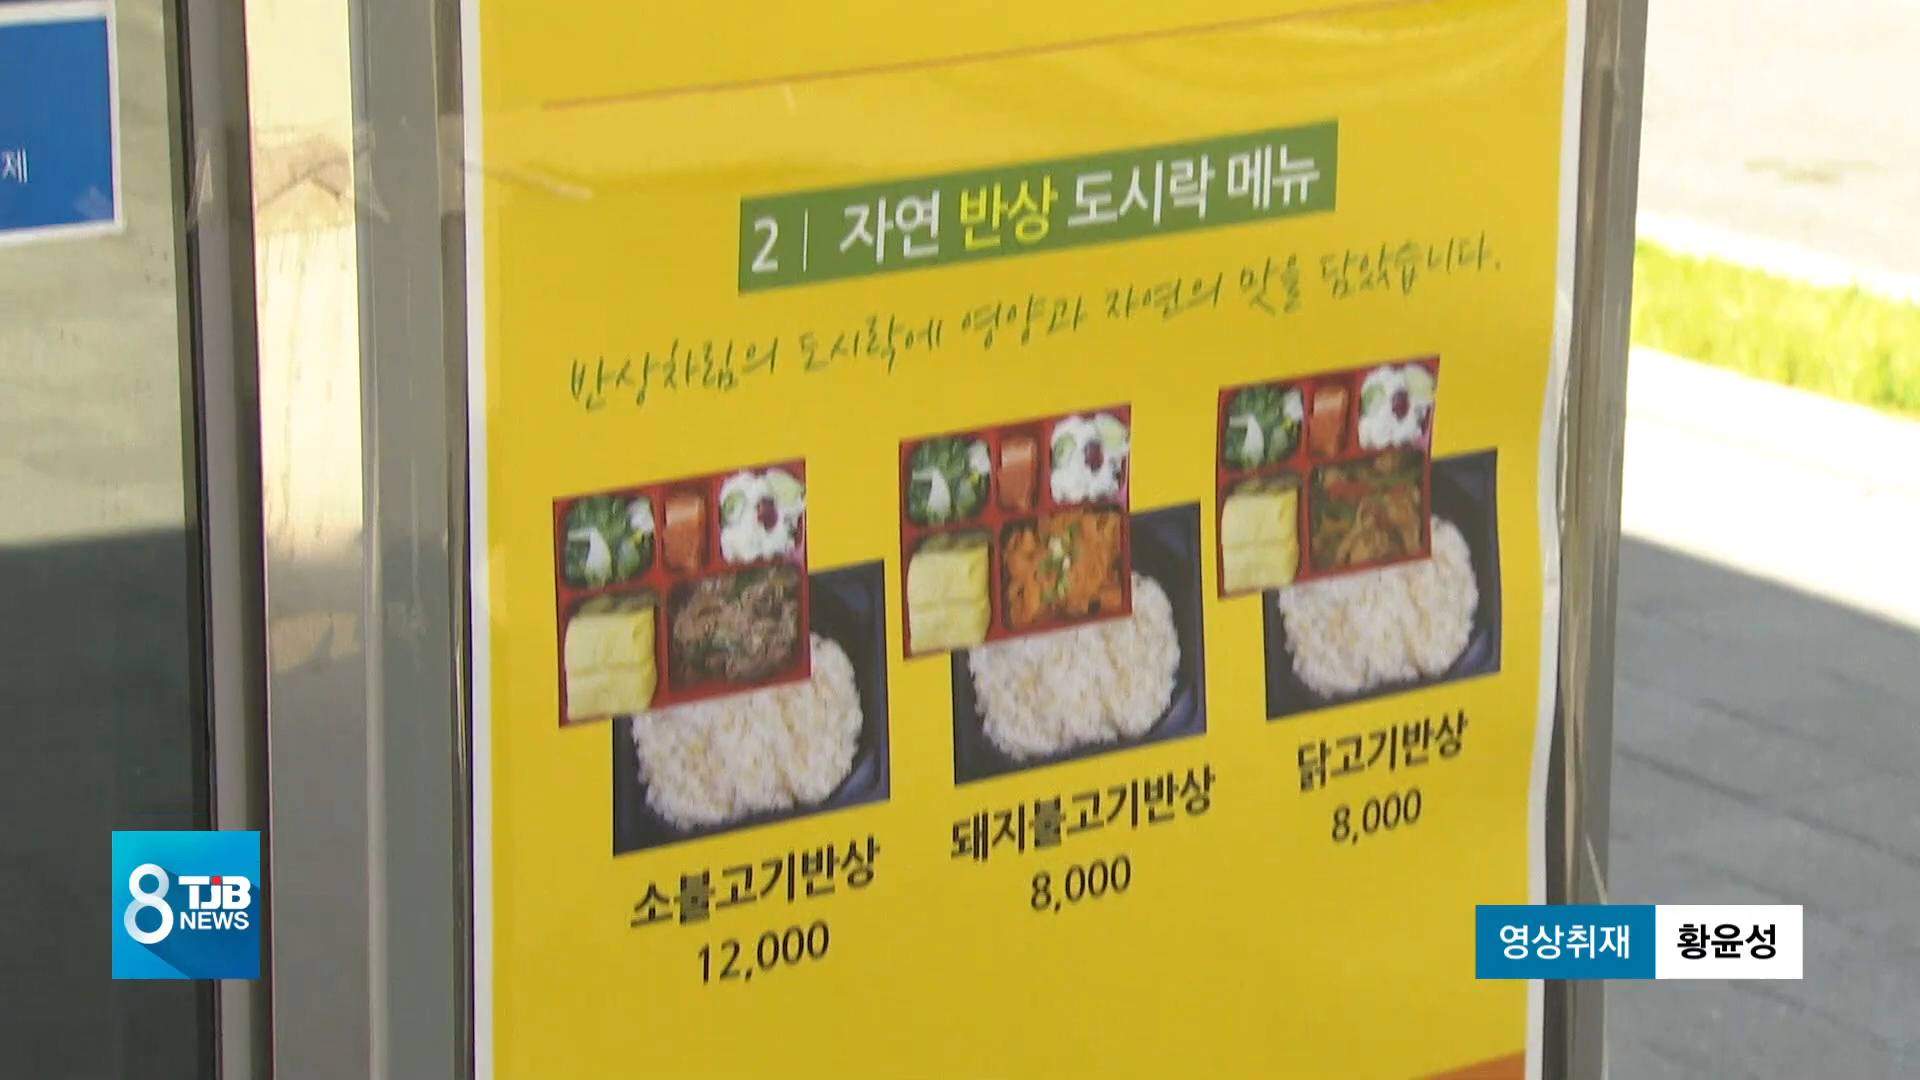 제
2 | 자연 반상 도시락 메뉴
반상차림의 도시락에 영양과 자연의 맛을 담았습니다.
소불고기반상
12,000
돼지불고기반상
8,000
닭고기반상
8,000
8 TJB NEWS
영상취재 황윤성